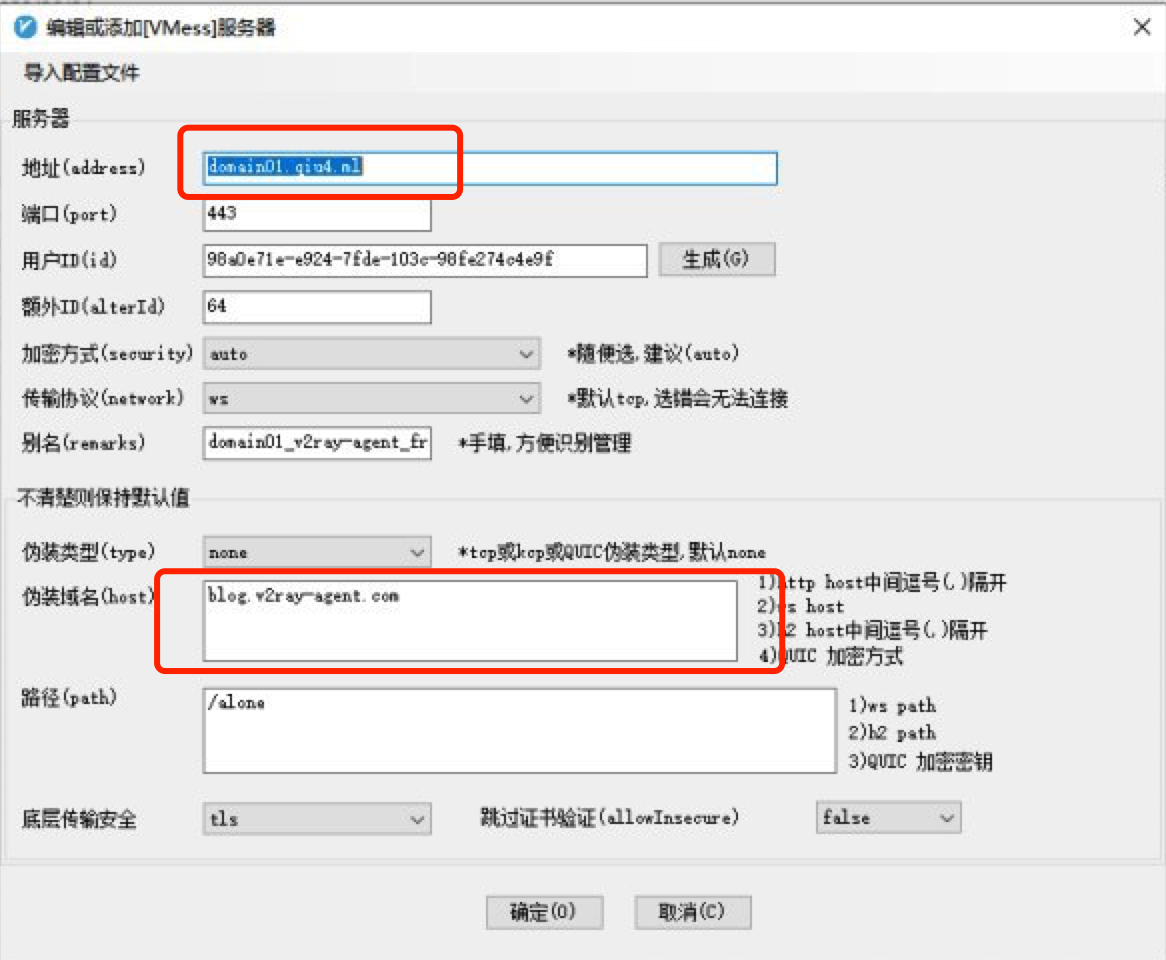 编辑或添加[VMess]服务器
导入配置文件
服务器
地址(address) domain01.qiu4.ml
端口(port) 443
用户ID(id) 98a0e71e-e924-7fde-103c-98fe274c4e9f 生成(G)
额外ID(alterId) 64
加密方式(security) auto *随便选,建议(auto)
传输协议(network) ws *默认tcp,选错会无法连接
别名(remarks) domain01_v2ray-agent_fr *手填,方便识别管理
不清楚则保持默认值
伪装类型(type) none *tcp或kcp或QUIC伪装类型,默认none
伪装域名(host) blog.v2ray-agent.com
1)http host中间逗号(,)隔开
2)ws host
3)h2 host中间逗号(,)隔开
4)QUIC 加密方式
路径(path) /alone
1)ws path
2)h2 path
3)QUIC 加密密钥
底层传输安全 tls 跳过证书验证(allowInsecure) false
确定(O) 取消(C)